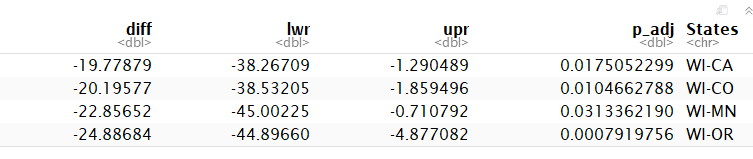 diff lwr upr p_adj States
<dbl> <dbl> <dbl> <dbl> <chr>
-19.77879 -38.26709 -1.290489 0.0175052299 WI-CA
-20.19577 -38.53205 -1.859496 0.0104662788 WI-CO
-22.85652 -45.00225 -0.710792 0.0313362190 WI-MN
-24.88684 -44.89660 -4.877082 0.0007919756 WI-OR